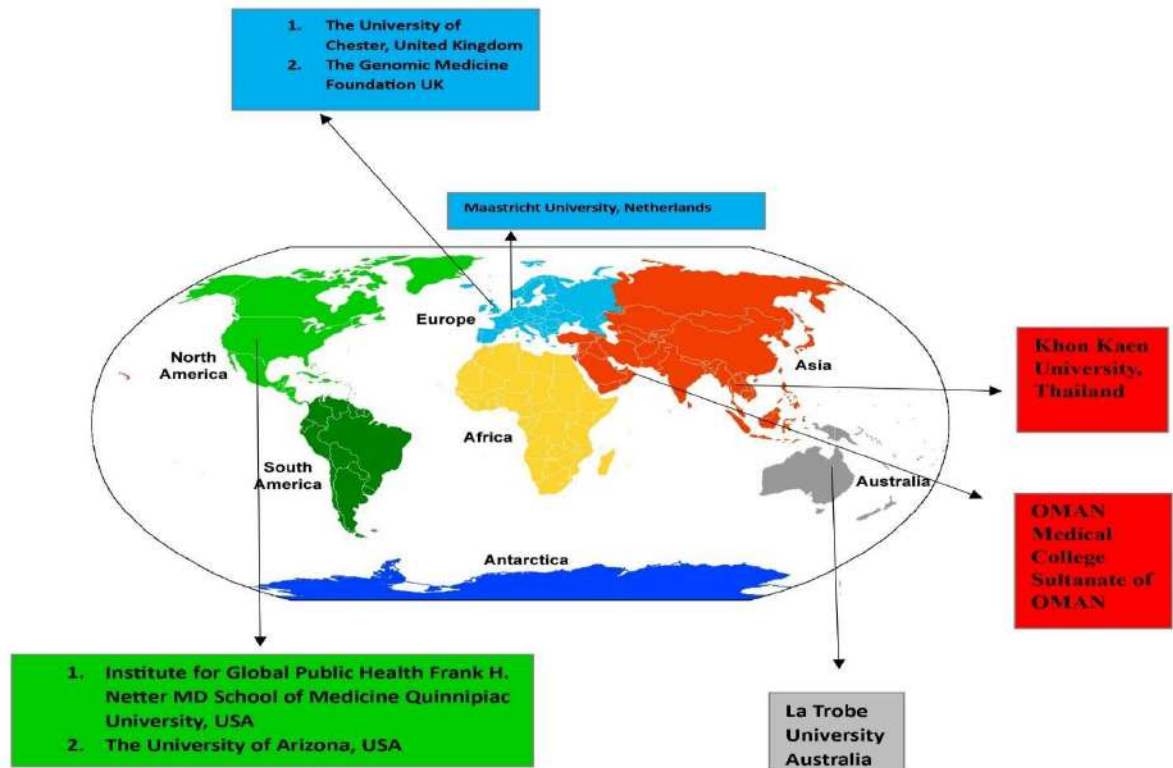 1. The University of
Chester, United Kingdom
2. The Genomic Medicine
Foundation UK
Maastricht University, Netherlands
Europe
North
America
Asia
Khon Kaen
University,
Thailand
Africa
South
America
Australia
OMAN
Medical
College
Sultanate of
OMAN
Antarctica
1. Institute for Global Public Health Frank H.
Netter MD School of Medicine Quinnipiac
University, USA
2. The University of Arizona, USA
La Trobe
University
Australia